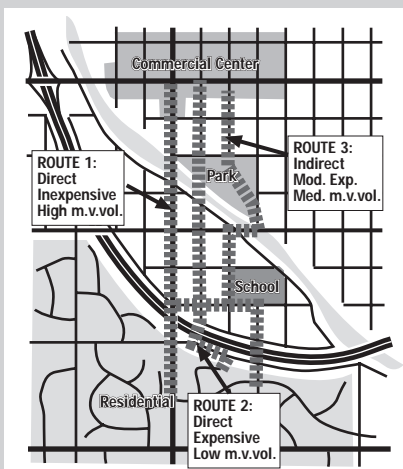 Commercial Center
ROUTE 1:
Direct
Inexpensive
High m.v.vol.
ROUTE 3:
Indirect
Mod. Exp.
Med. m.v.vol.
Park
School
Residential
ROUTE 2:
Direct
Expensive
Low m.v.vol.